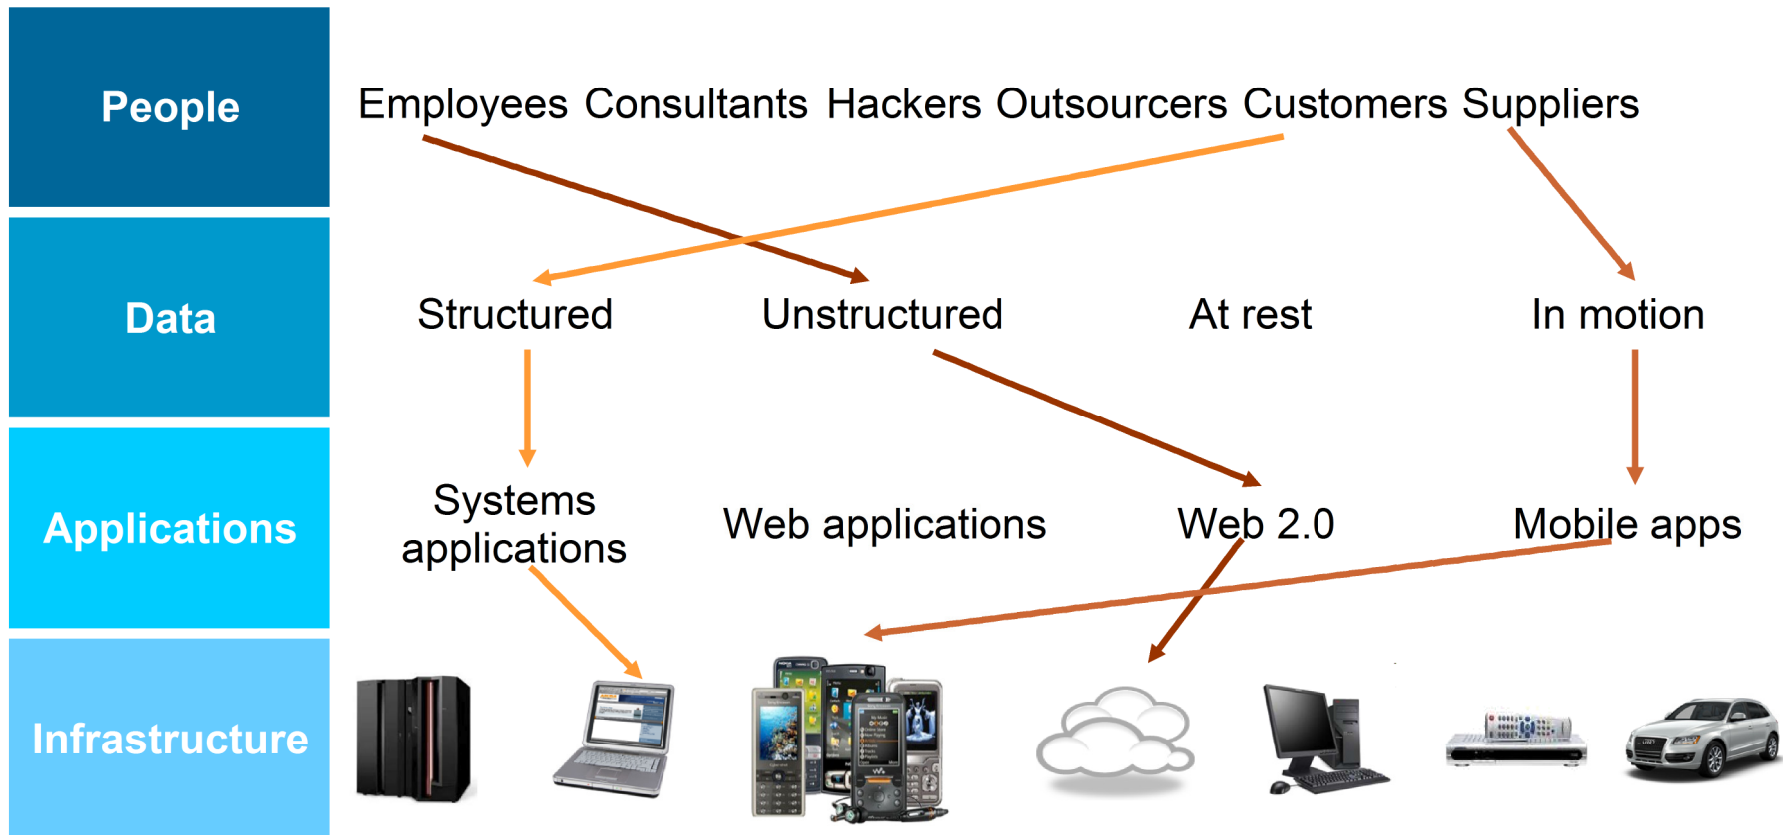 People
Employees Consultants Hackers Outsourcers Customers Suppliers
Data
Structured Unstructured At rest In motion
Applications
Systems
applications
Web applications Web 2.0 Mobile apps
Infrastructure